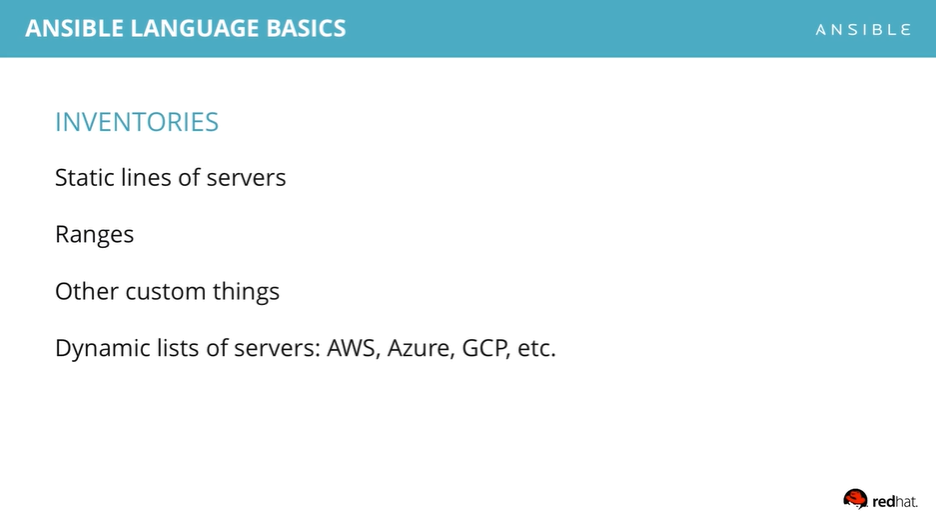 ANSIBLE LANGUAGE BASICS
ANSIBLE
INVENTORIES
Static lines of servers
Ranges
Other custom things
Dynamic lists of servers: AWS, Azure, GCP, etc.
redhat.